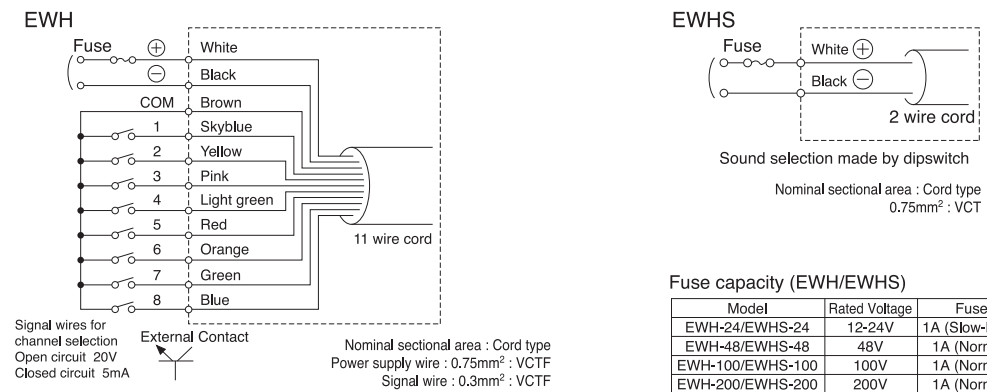 EWH
Fuse ⊕ White
⊖ Black
COM Brown
1 Skyblue
2 Yellow
3 Pink
4 Light green
5 Red
6 Orange
7 Green
8 Blue
11 wire cord
Signal wires for
channel selection
Open circuit 20V
Closed circuit 5mA
External Contact
Nominal sectional area : Cord type
Power supply wire : 0.75mm² : VCTF
Signal wire : 0.3mm² : VCTF
EWHS
Fuse White ⊕
Black ⊖
2 wire cord
Sound selection made by dipswitch
Nominal sectional area : Cord type
0.75mm² : VCT
Fuse capacity (EWH/EWHS)
Model Rated Voltage Fuse
EWH-24/EWHS-24 12-24V 1A
EWH-48/EWHS-48 48V 1A
EWH-100/EWHS-100 100V 1A
EWH-200/EWHS-200 200V 1A